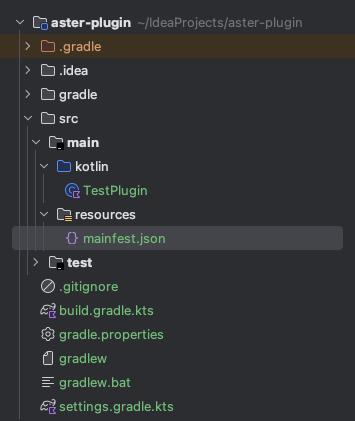 aster-plugin ~/IdeaProjects/aster-plugin
.gradle
.idea
gradle
src
main
kotlin
TestPlugin
resources
mainfest.json
test
.gitignore
build.gradle.kts
gradle.properties
gradlew
gradlew.bat
settings.gradle.kts